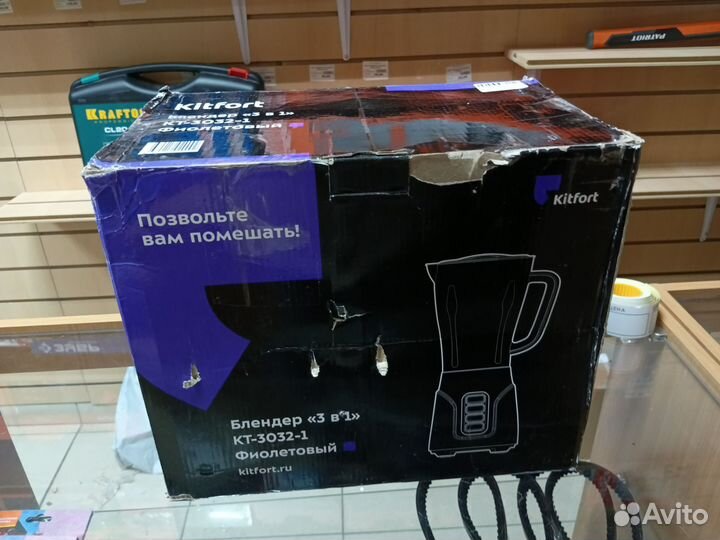 Kitfort
Блендер «3 в 1»
КТ-3032-1
Фиолетовый
Позвольте
вам помешать!
Kitfort
Блендер «3 в 1»
КТ-3032-1
Фиолетовый
kitfort.ru
PATRIOT
ЗУБР
Avito